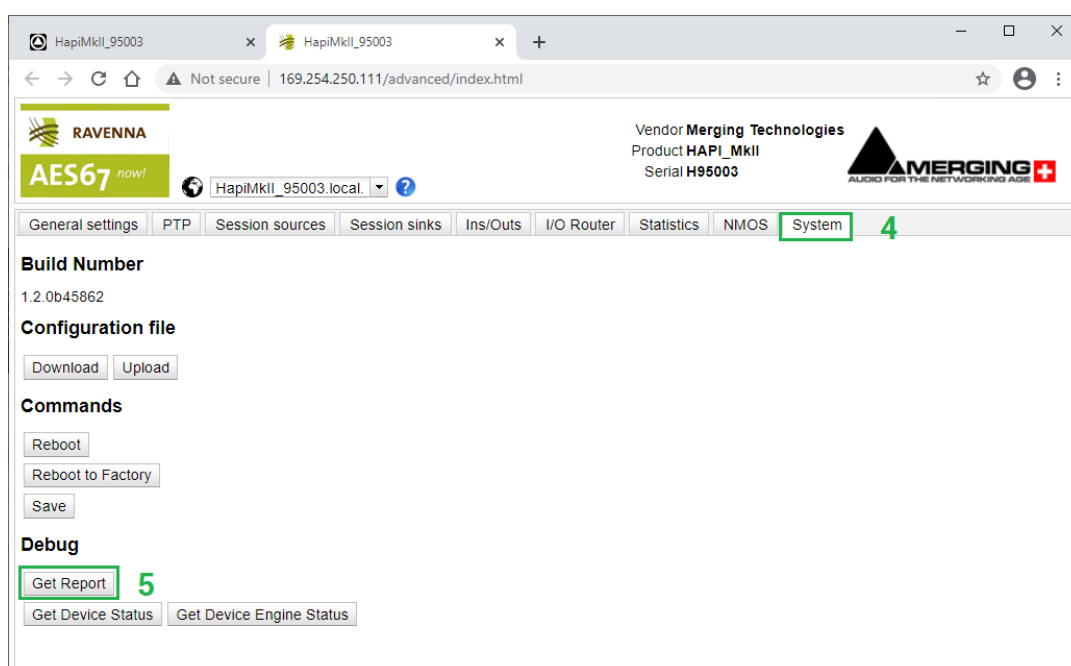 HapiMkII_95003
HapiMkII_95003
Not secure | 169.254.250.111/advanced/index.html
RAVENNA
AES67 now!
HapiMkII_95003.local.
?
Vendor Merging Technologies
Product HAPI_MkII
Serial H95003
MERGING
AUDIO FOR THE NETWORKING AGE
General settings PTP Session sources Session sinks Ins/Outs I/O Router Statistics NMOS System 4
Build Number
1.2.0b45862
Configuration file
Download Upload
Commands
Reboot
Reboot to Factory
Save
Debug
Get Report 5
Get Device Status Get Device Engine Status